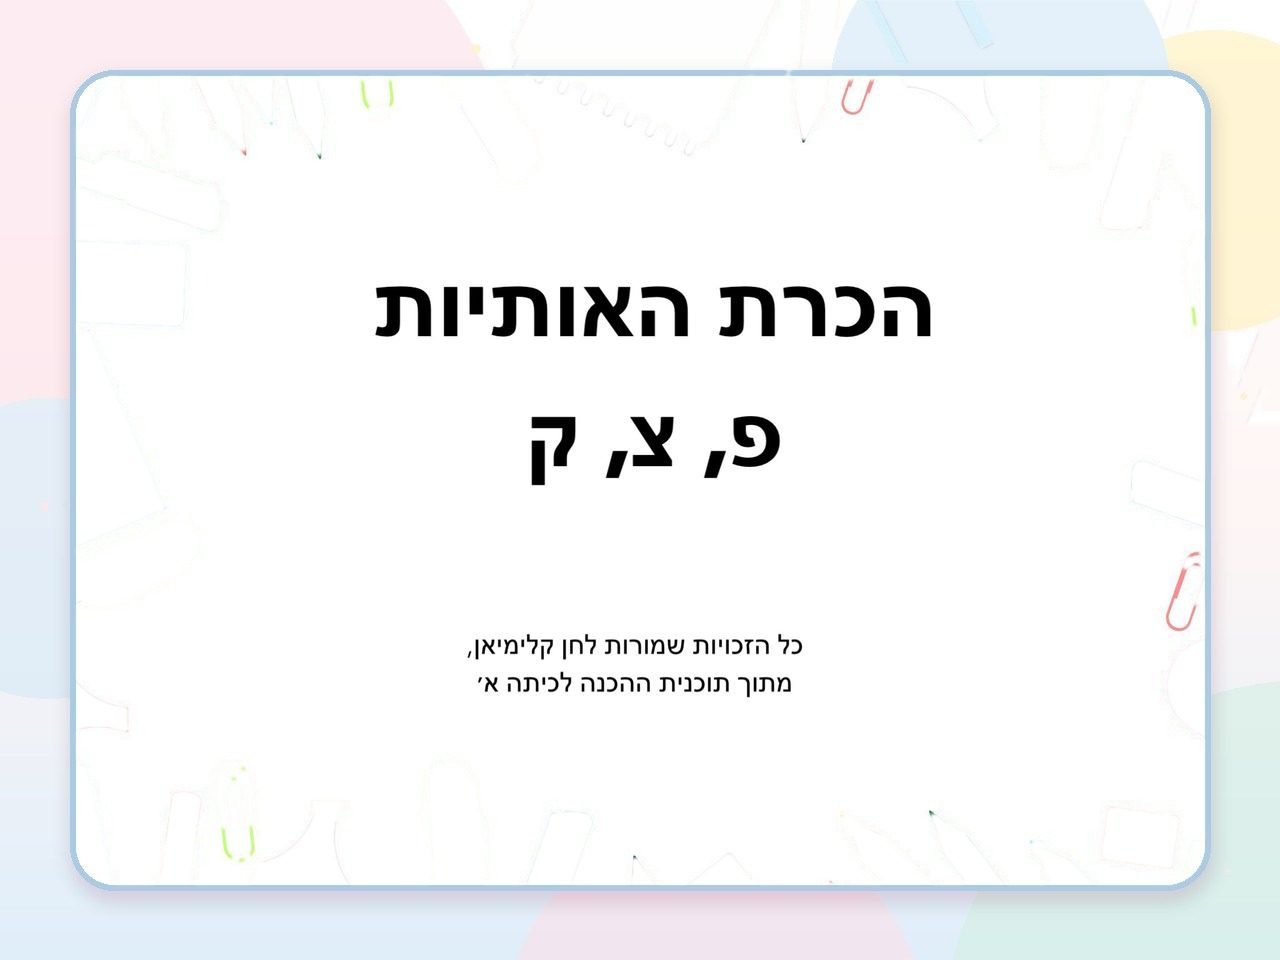 הכרת האותיות
פ, צ, ק
כל הזכויות שמורות לחן קלימיאן,
מתוך תוכנית ההכנה לכיתה א׳